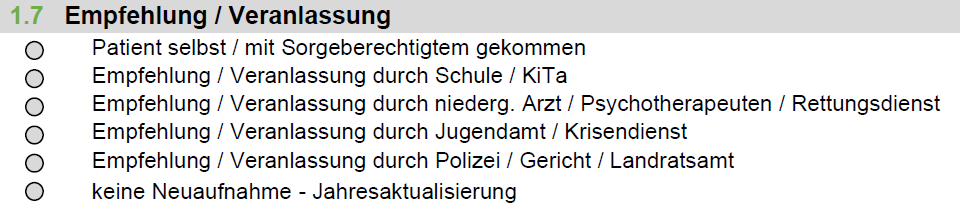 1.7 Empfehlung / Veranlassung
Patient selbst / mit Sorgeberechtigtem gekommen
Empfehlung / Veranlassung durch Schule / KiTa
Empfehlung / Veranlassung durch niederg. Arzt / Psychotherapeuten / Rettungsdienst
Empfehlung / Veranlassung durch Jugendamt / Krisendienst
Empfehlung / Veranlassung durch Polizei / Gericht / Landratsamt
keine Neuaufnahme - Jahresaktualisierung